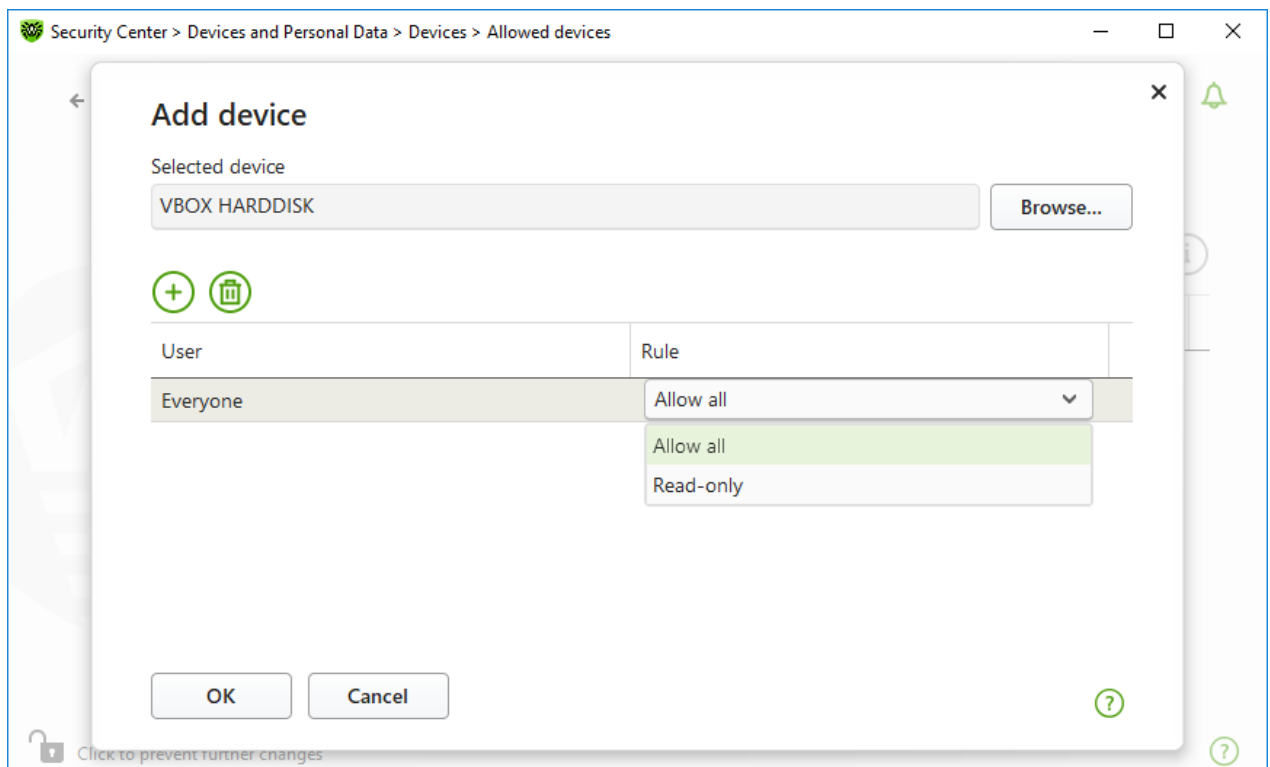 Security Center > Devices and Personal Data > Devices > Allowed devices
Add device
Selected device
VBOX HARDDISK
Browse...
User
Rule
Everyone
Allow all
Allow all
Read-only
OK
Cancel
Click to prevent further changes